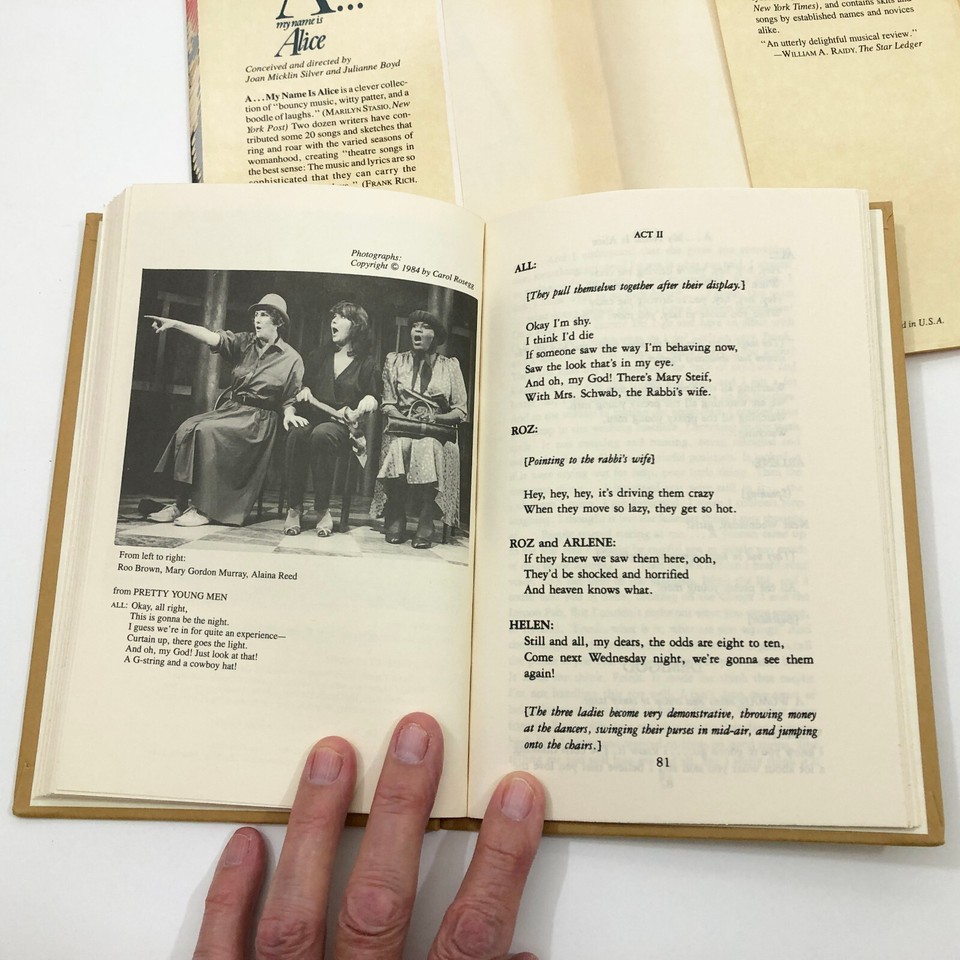 A...
my name is
Alice
Conceived and directed by
Joan Micklin Silver and Julianne Boyd
A...My Name Is Alice is a clever collec-
tion of "bouncy music, witty patter, and a
boodle of laughs." (MARILYN STASIO, New
York Post) Two dozen writers have con-
tributed some 20 songs and sketches that
ring and roar with the varied seasons of
womanhood, creating "theatre songs in
the best sense: The music and lyrics are so
sophisticated that they can carry the
(FRANK RICH,
New York Times), and contains skits and
songs by established names and novices
alike.
"An utterly delightful musical review."
—WILLIAM A. RAIDY, The Star Ledger
in U.S.A.
Photographs:
Copyright © 1984 by Carol Rosegg
From left to right:
Roo Brown, Mary Gordon Murray, Alaina Reed
from PRETTY YOUNG MEN
ALL: Okay, all right,
This is gonna be the night.
I guess we're in for quite an experience—
Curtain up, there goes the light.
And oh, my God! Just look at that!
A G-string and a cowboy hat!
ACT II
ALL:
[They pull themselves together after their display.]
Okay I'm shy.
I think I'd die
If someone saw the way I'm behaving now,
Saw the look that's in my eye.
And oh, my God! There's Mary Steif,
With Mrs. Schwab, the Rabbi's wife.
ROZ:
[Pointing to the rabbi's wife]
Hey, hey, hey, it's driving them crazy
When they move so lazy, they get so hot.
ROZ and ARLENE:
If they knew we saw them here, ooh,
They'd be shocked and horrified
And heaven knows what.
HELEN:
Still and all, my dears, the odds are eight to ten,
Come next Wednesday night, we're gonna see them
again!
[The three ladies become very demonstrative, throwing money
at the dancers, swinging their purses in mid-air, and jumping
onto the chairs.]
81